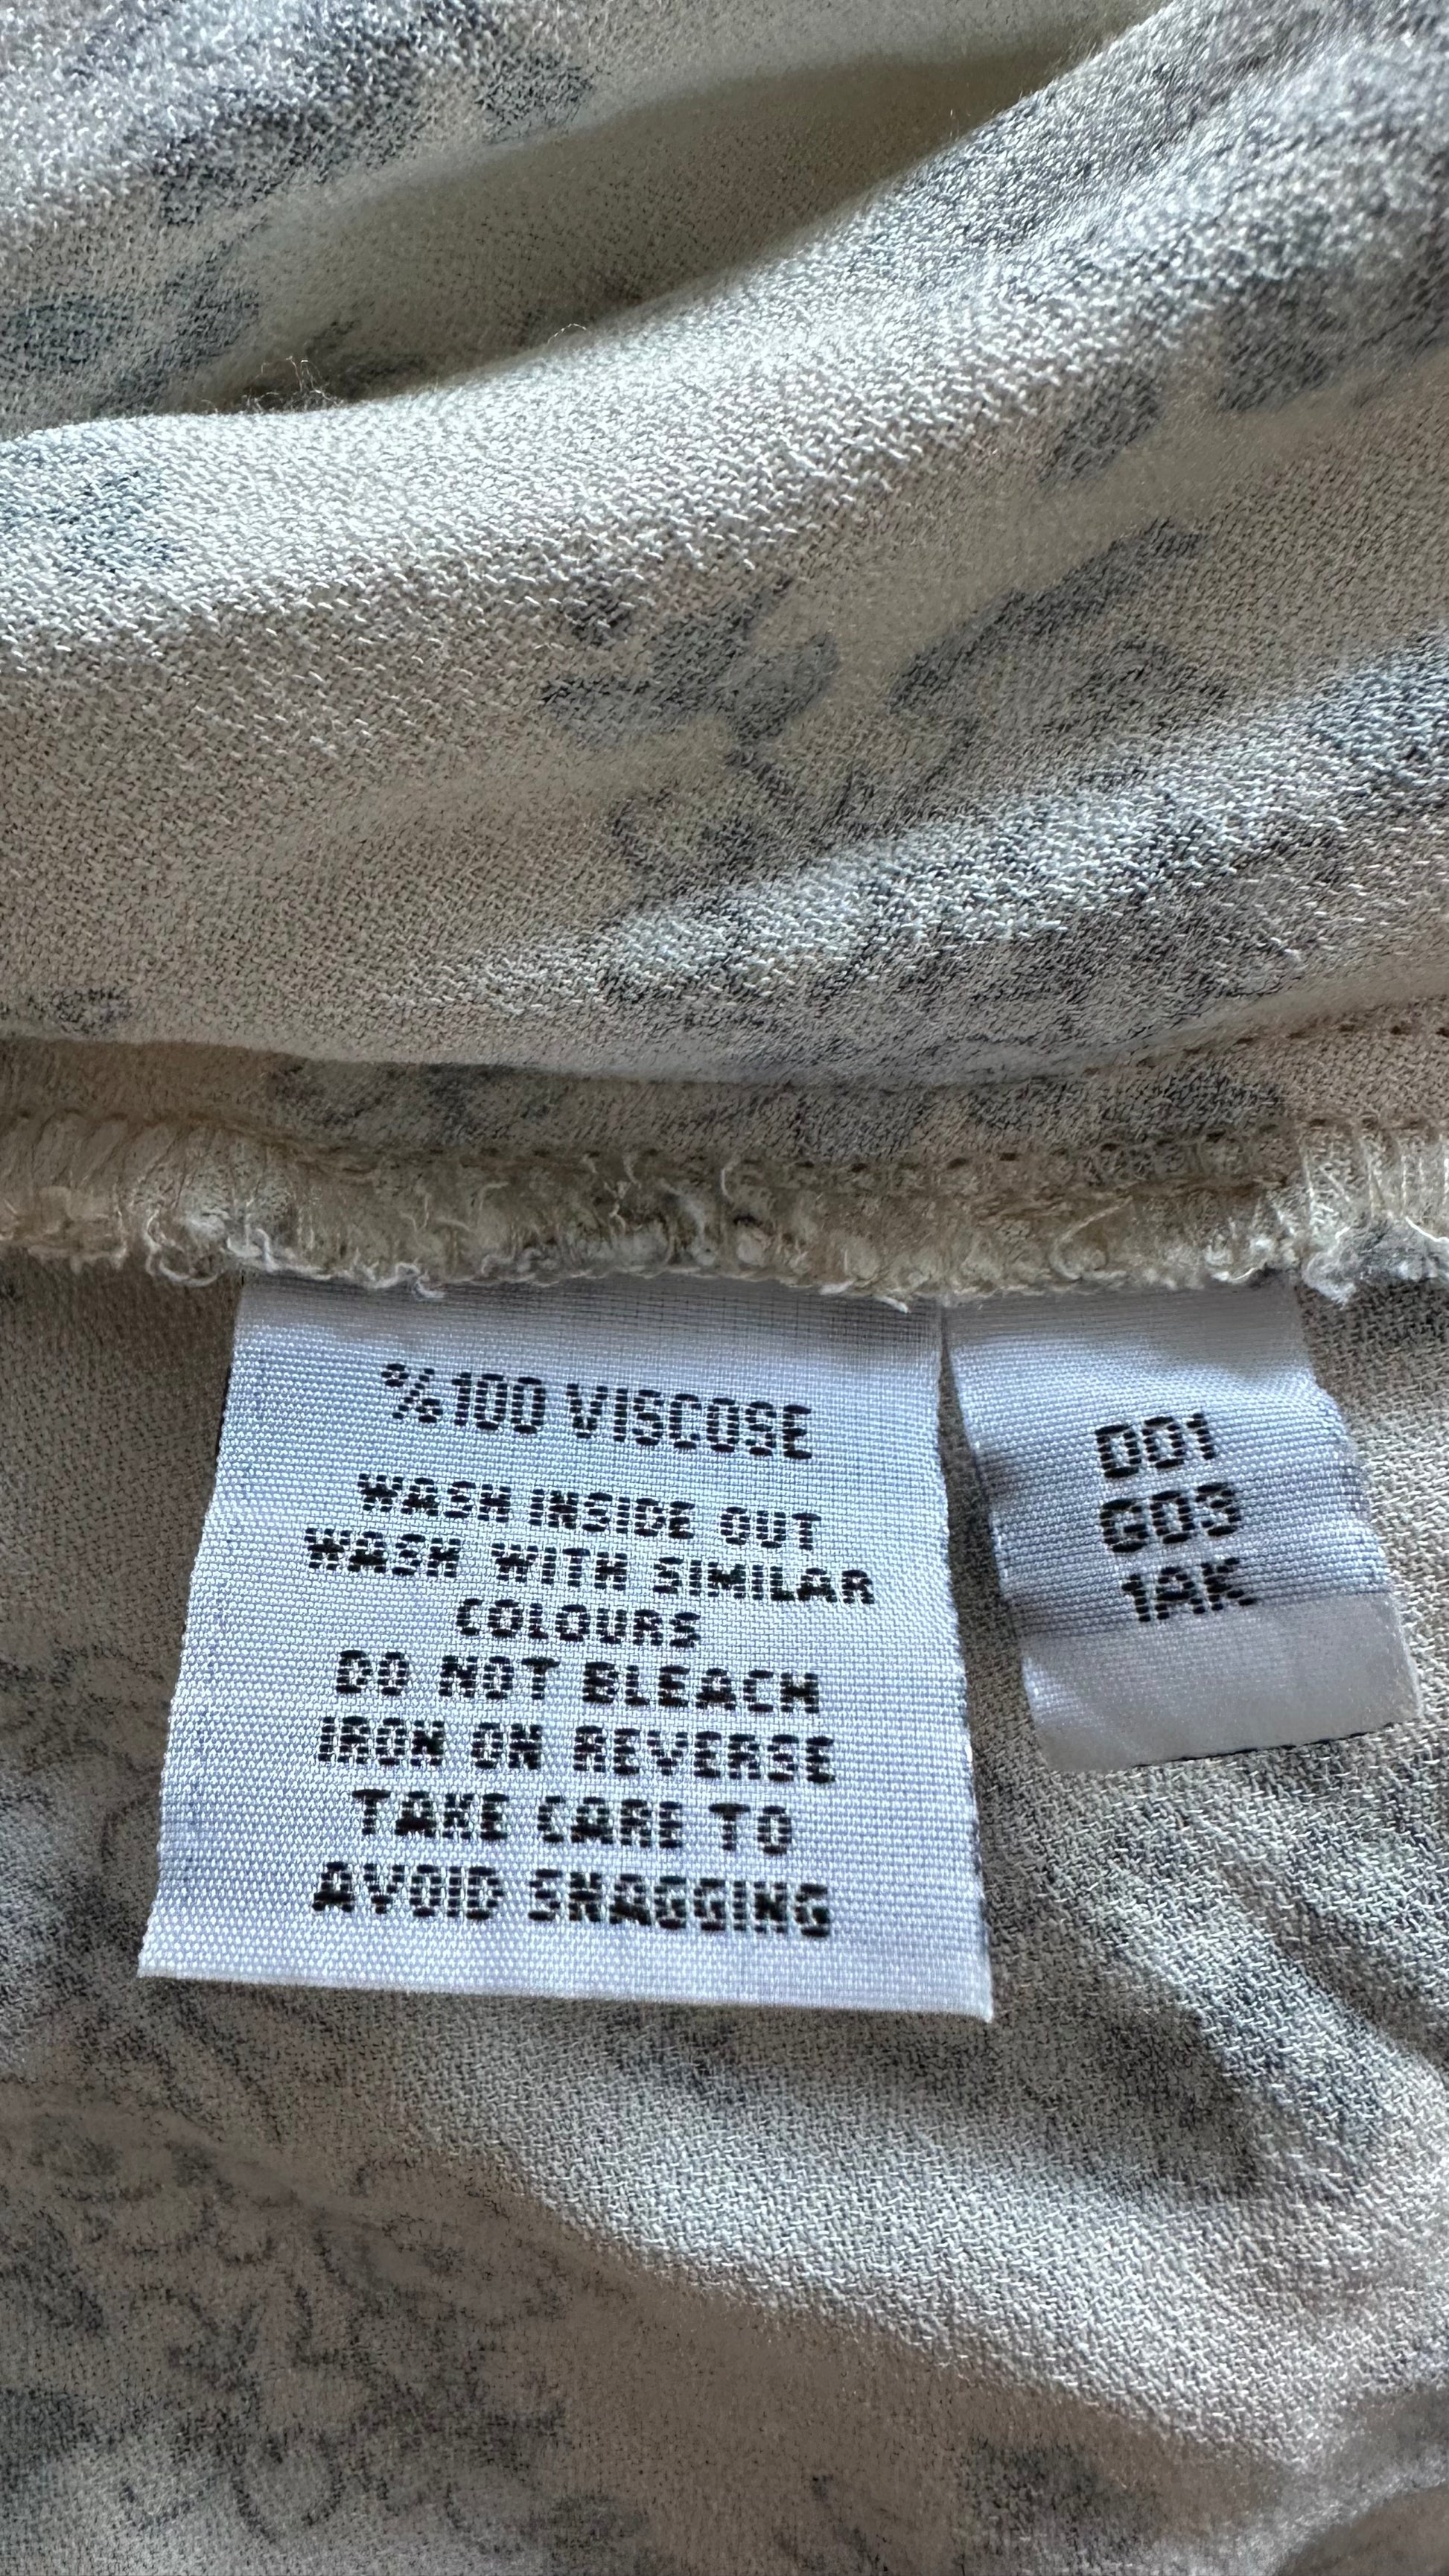 %100 VISCOSE
WASH INSIDE OUT
WASH WITH SIMILAR
COLOURS
DO NOT BLEACH
IRON ON REVERSE
TAKE CARE TO
AVOID SNAGGING
D01
G03
1AK